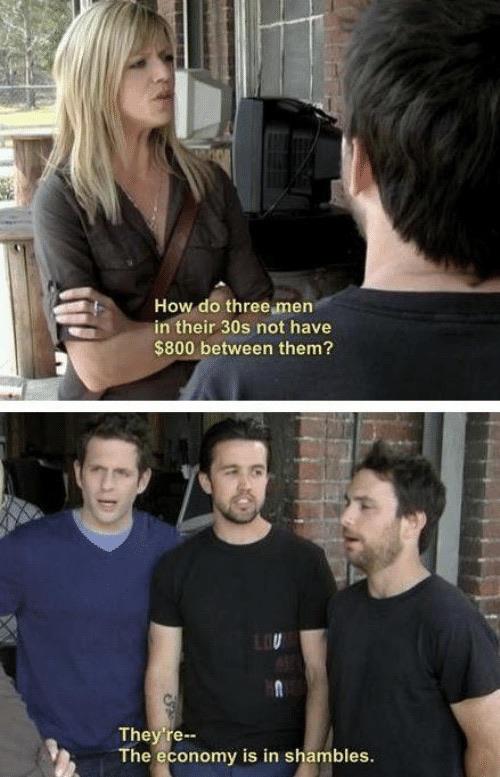 How do three men
in their 30s not have
$800 between them?
They're--
The economy is in shambles.